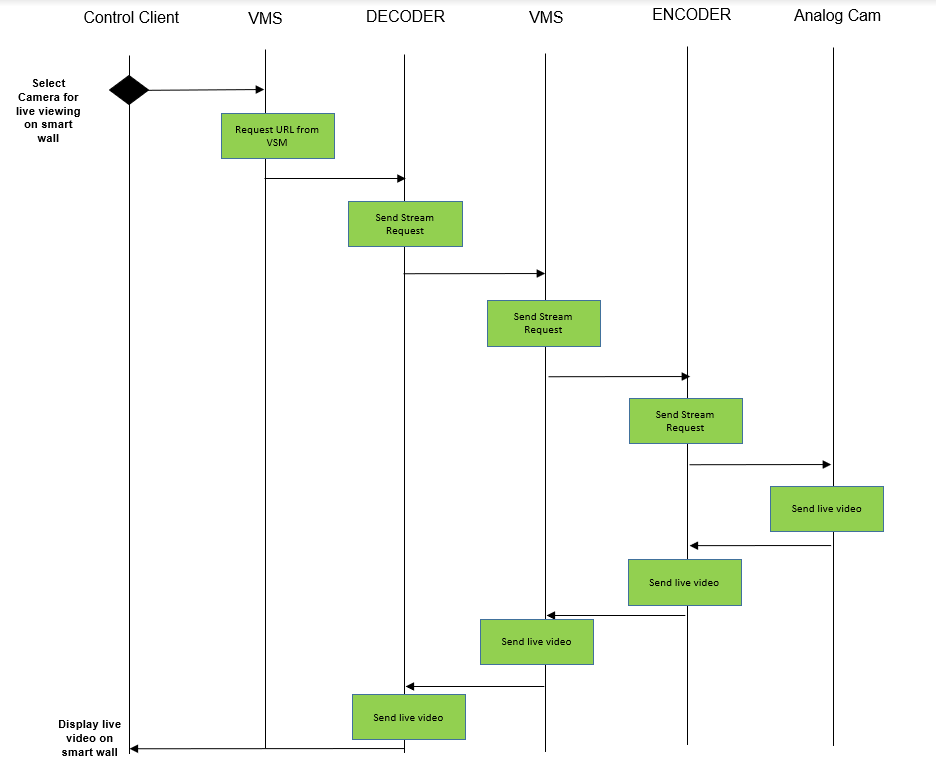 Control Client
VMS
DECODER
VMS
ENCODER
Analog Cam
Select
Camera for
live viewing
on smart
wall
Request URL from
VSM
Send Stream
Request
Send Stream
Request
Send Stream
Request
Send live video
Send live video
Send live video
Send live video
Display live
video on
smart wall